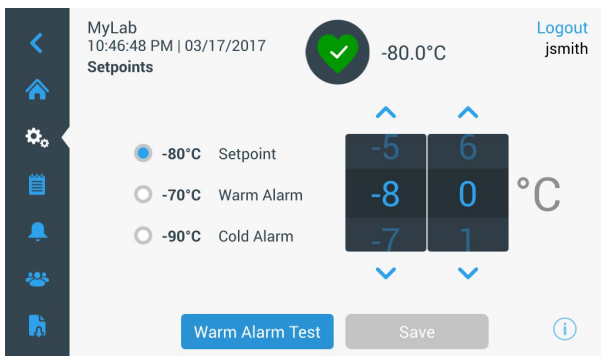 MyLab
10:46:48 PM | 03/17/2017
Setpoints
-80.0°C
Logout
jsmith
-80°C Setpoint
-70°C Warm Alarm
-90°C Cold Alarm
-5 6
-8 0 °C
-7 1
Warm Alarm Test
Save
i